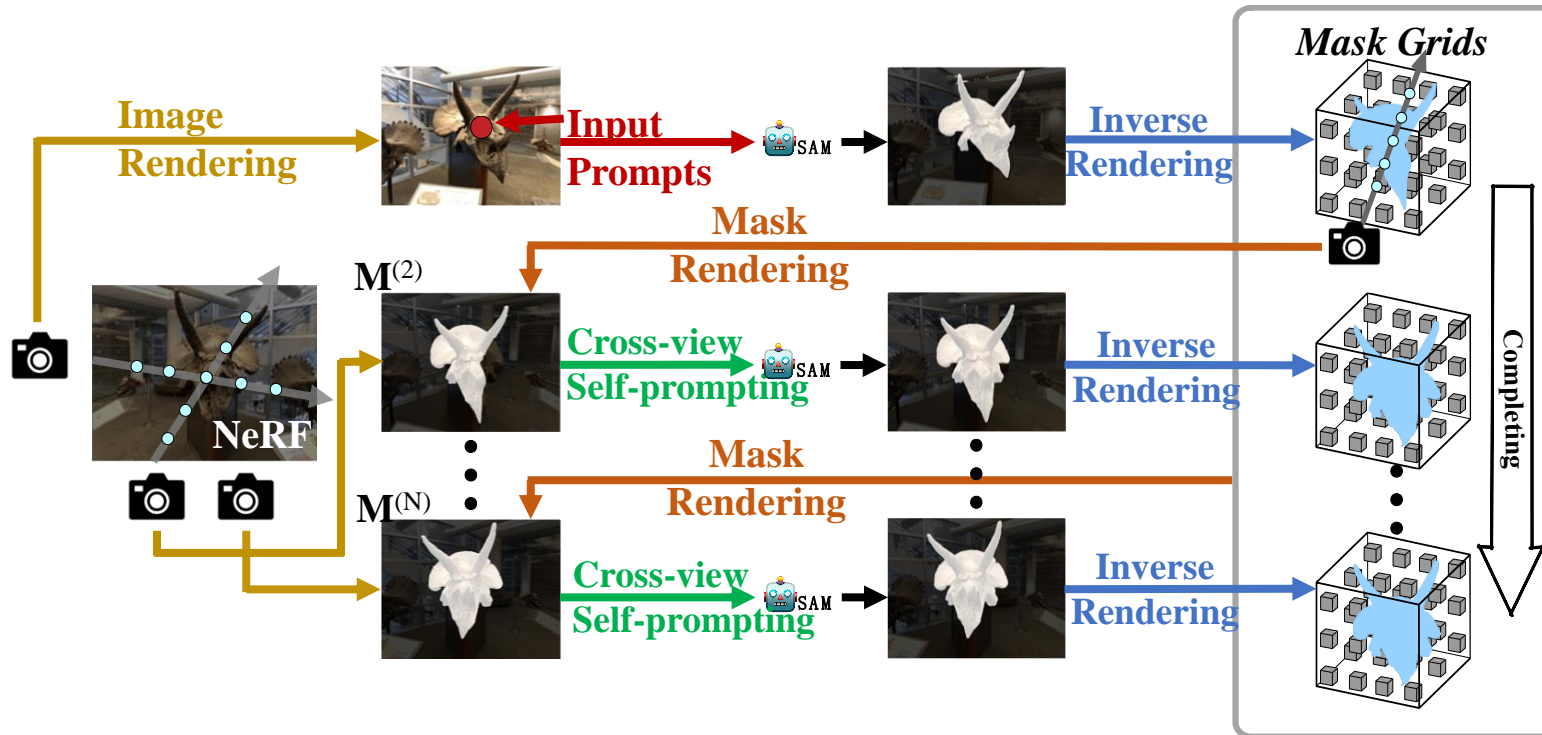 Mask Grids
Image
Rendering
Input
Prompts
SAM
Inverse
Rendering
Mask
Rendering
M(2)
Cross-view
Self-prompting
SAM
Inverse
Rendering
NeRF
Completing
Mask
Rendering
M(N)
Cross-view
Self-prompting
SAM
Inverse
Rendering